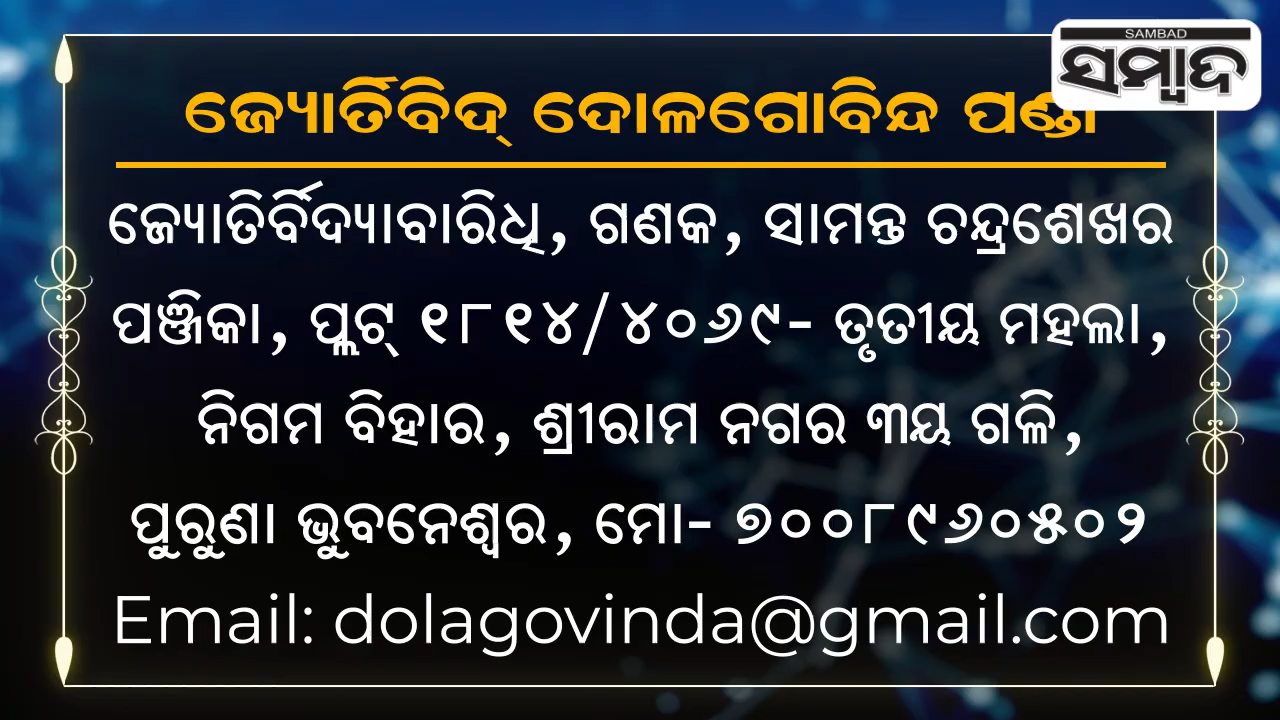 SAMBAD
ସମ୍ବାଦ
ଜ୍ୟୋର୍ତିବିଦ୍ ଦୋଳଗୋବିନ୍ଦ ପଣ୍ଡା
ଜ୍ୟୋତିର୍ବିଦ୍ୟାବାରିଧି, ଗଣକ, ସାମନ୍ତ ଚନ୍ଦ୍ରଶେଖର
ପଞ୍ଜିକା, ପ୍ଲଟ୍ ୧୮୧୪/୪୦୬୯- ତୃତୀୟ ମହଲା,
ନିଗମ ବିହାର, ଶ୍ରୀରାମ ନଗର ୩ୟ ଗଳି,
ପୁରୁଣା ଭୁବନେଶ୍ୱର, ମୋ- ୭୦୦୮୯୬୦୫୦୨
Email: dolagovinda@gmail.com